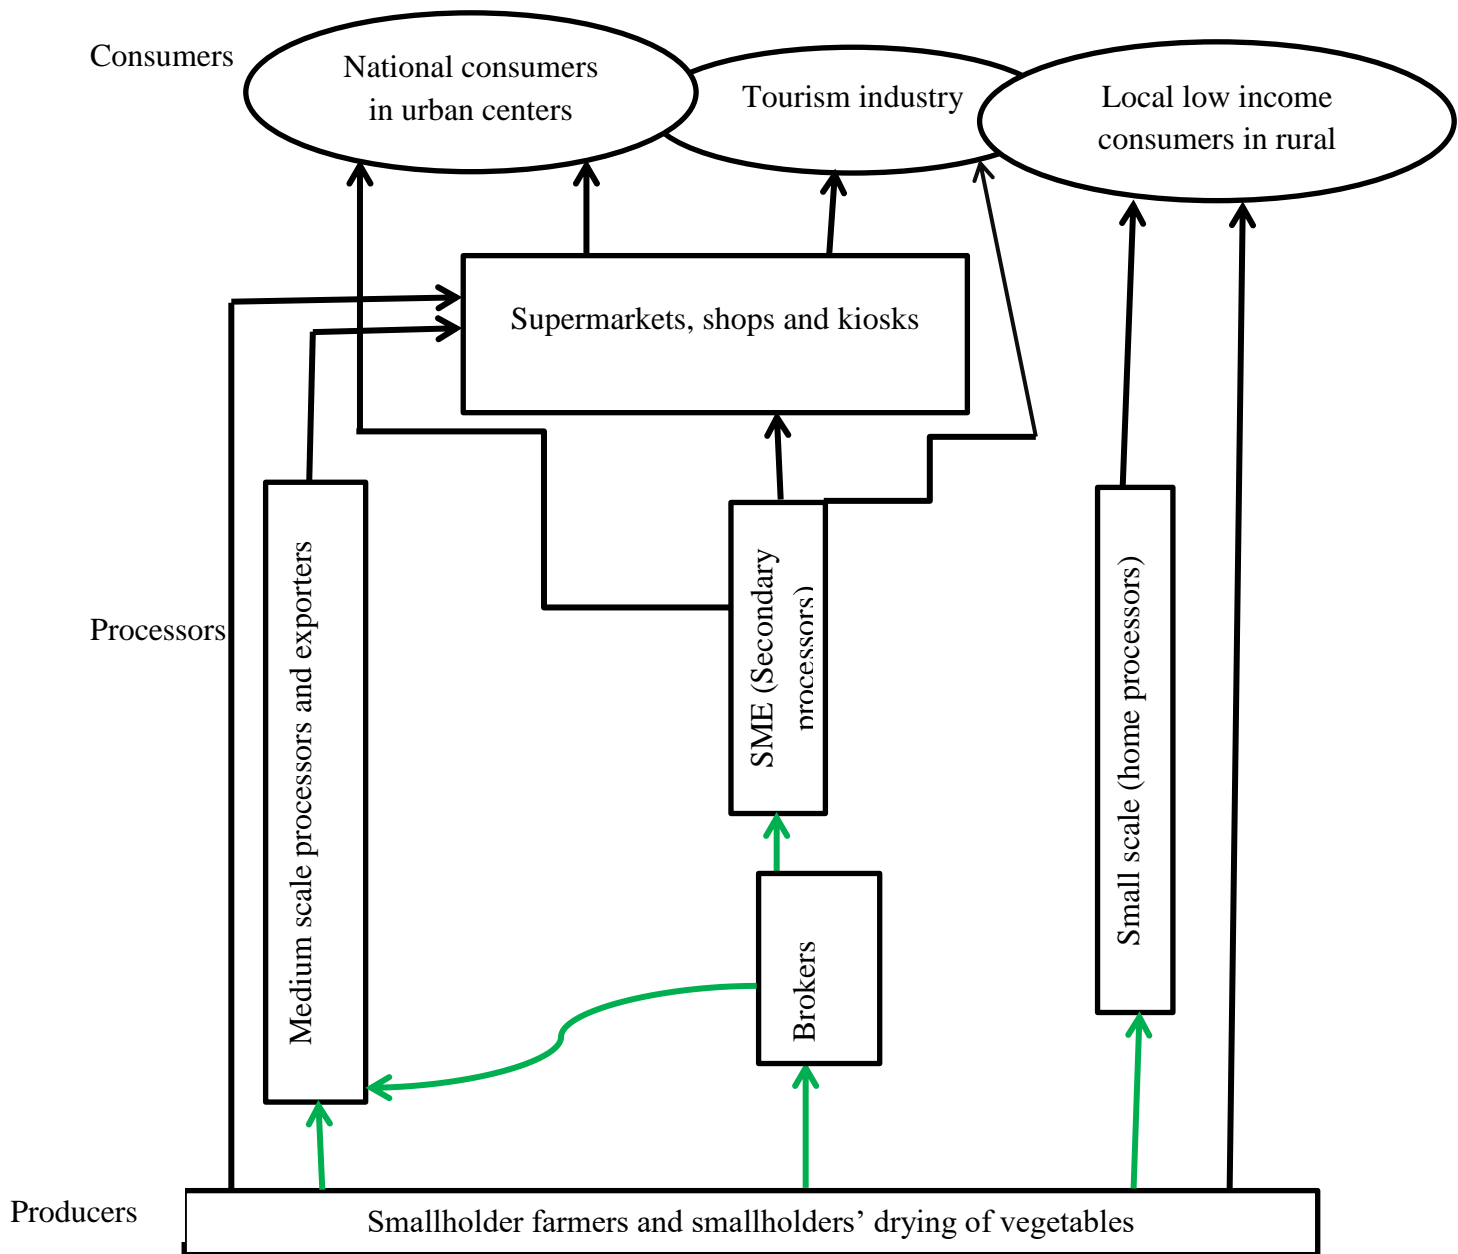 Consumers
National consumers
in urban centers
Tourism industry
Local low income
consumers in rural
Supermarkets, shops and kiosks
Processors
Medium scale processors and exporters
SME (Secondary
processors)
Small scale (home processors)
Brokers
Producers
Smallholder farmers and smallholders’ drying of vegetables